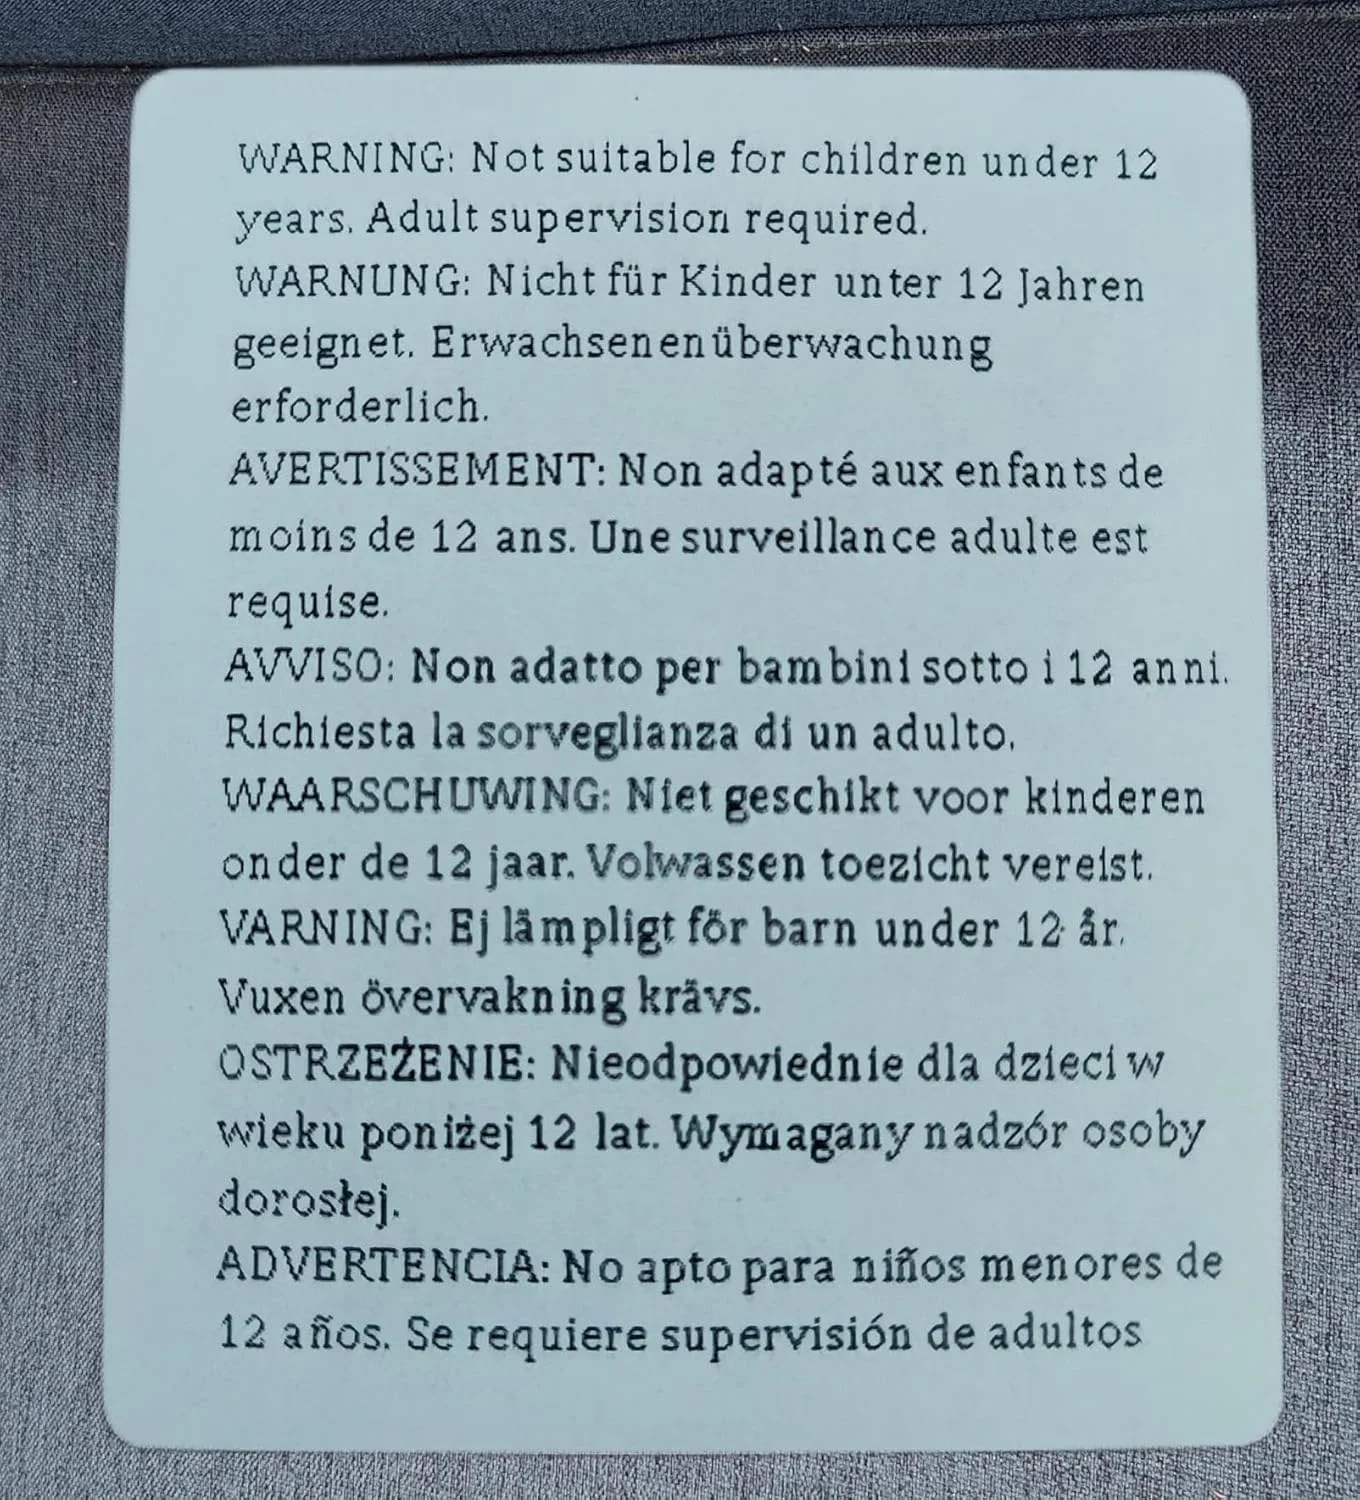 WARNING: Not suitable for children under 12
years. Adult supervision required.
WARNUNG: Nicht für Kinder unter 12 Jahren
geeignet. Erwachsenenüberwachung
erforderlich.
AVERTISSEMENT: Non adapté aux enfants de
moins de 12 ans. Une surveillance adulte est
requise.
AVVISO: Non adatto per bambini sotto i 12 anni.
Richiesta la sorveglianza di un adulto.
WAARSCHUWING: Niet geschikt voor kinderen
onder de 12 jaar. Volwassen toezicht vereist.
VARNING: Ej lämpligt för barn under 12 år.
Vuxen övervakning krävs.
OSTRZEŻENIE: Nieodpowiednie dla dzieci w
wieku poniżej 12 lat. Wymagany nadzór osoby
dorosłej.
ADVERTENCIA: No apto para niños menores de
12 años. Se requiere supervisión de adultos